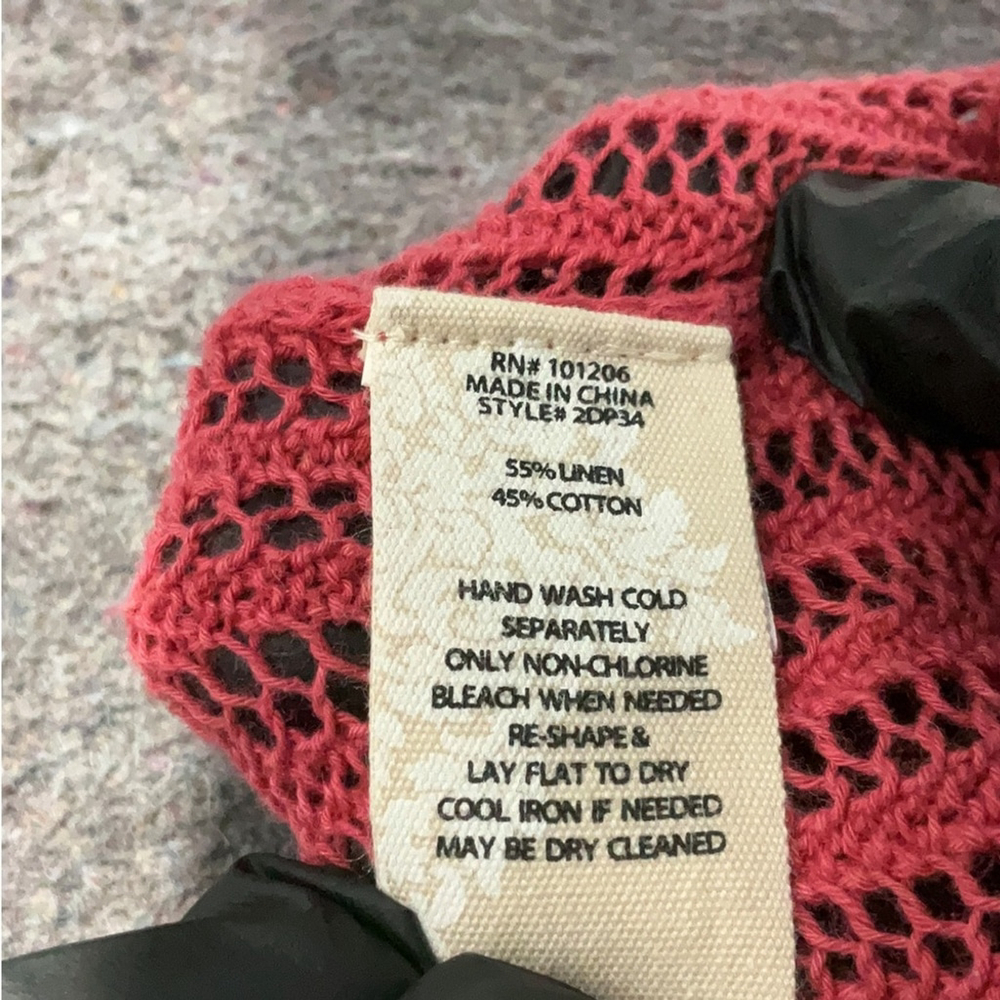 RN# 101206
MADE IN CHINA
STYLE# 2DP34
55% LINEN
45% COTTON
HAND WASH COLD
SEPARATELY
ONLY NON-CHLORINE
BLEACH WHEN NEEDED
RE-SHAPE &
LAY FLAT TO DRY
COOL IRON IF NEEDED
MAY BE DRY CLEANED